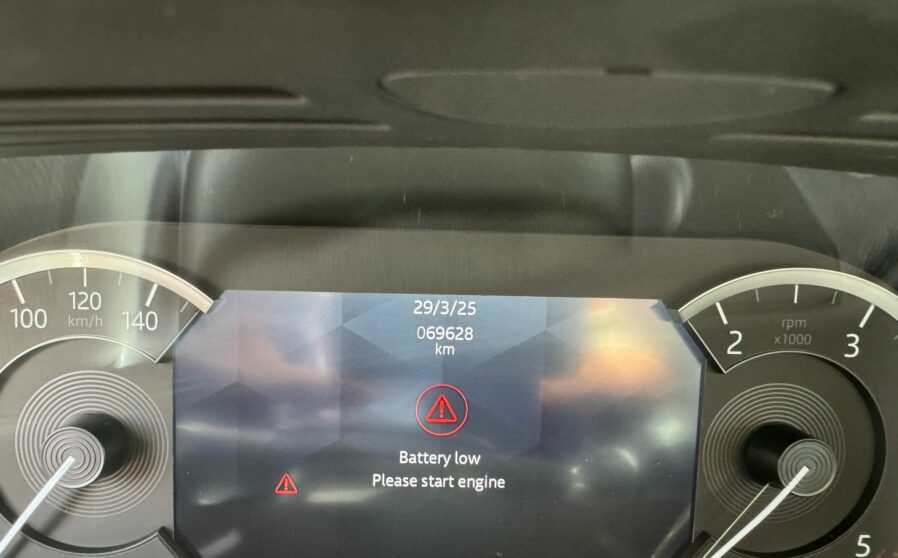 29/3/25
069628
km
Battery low
Please start engine
100
120
km/h
140
2
rpm
x1000
3
5